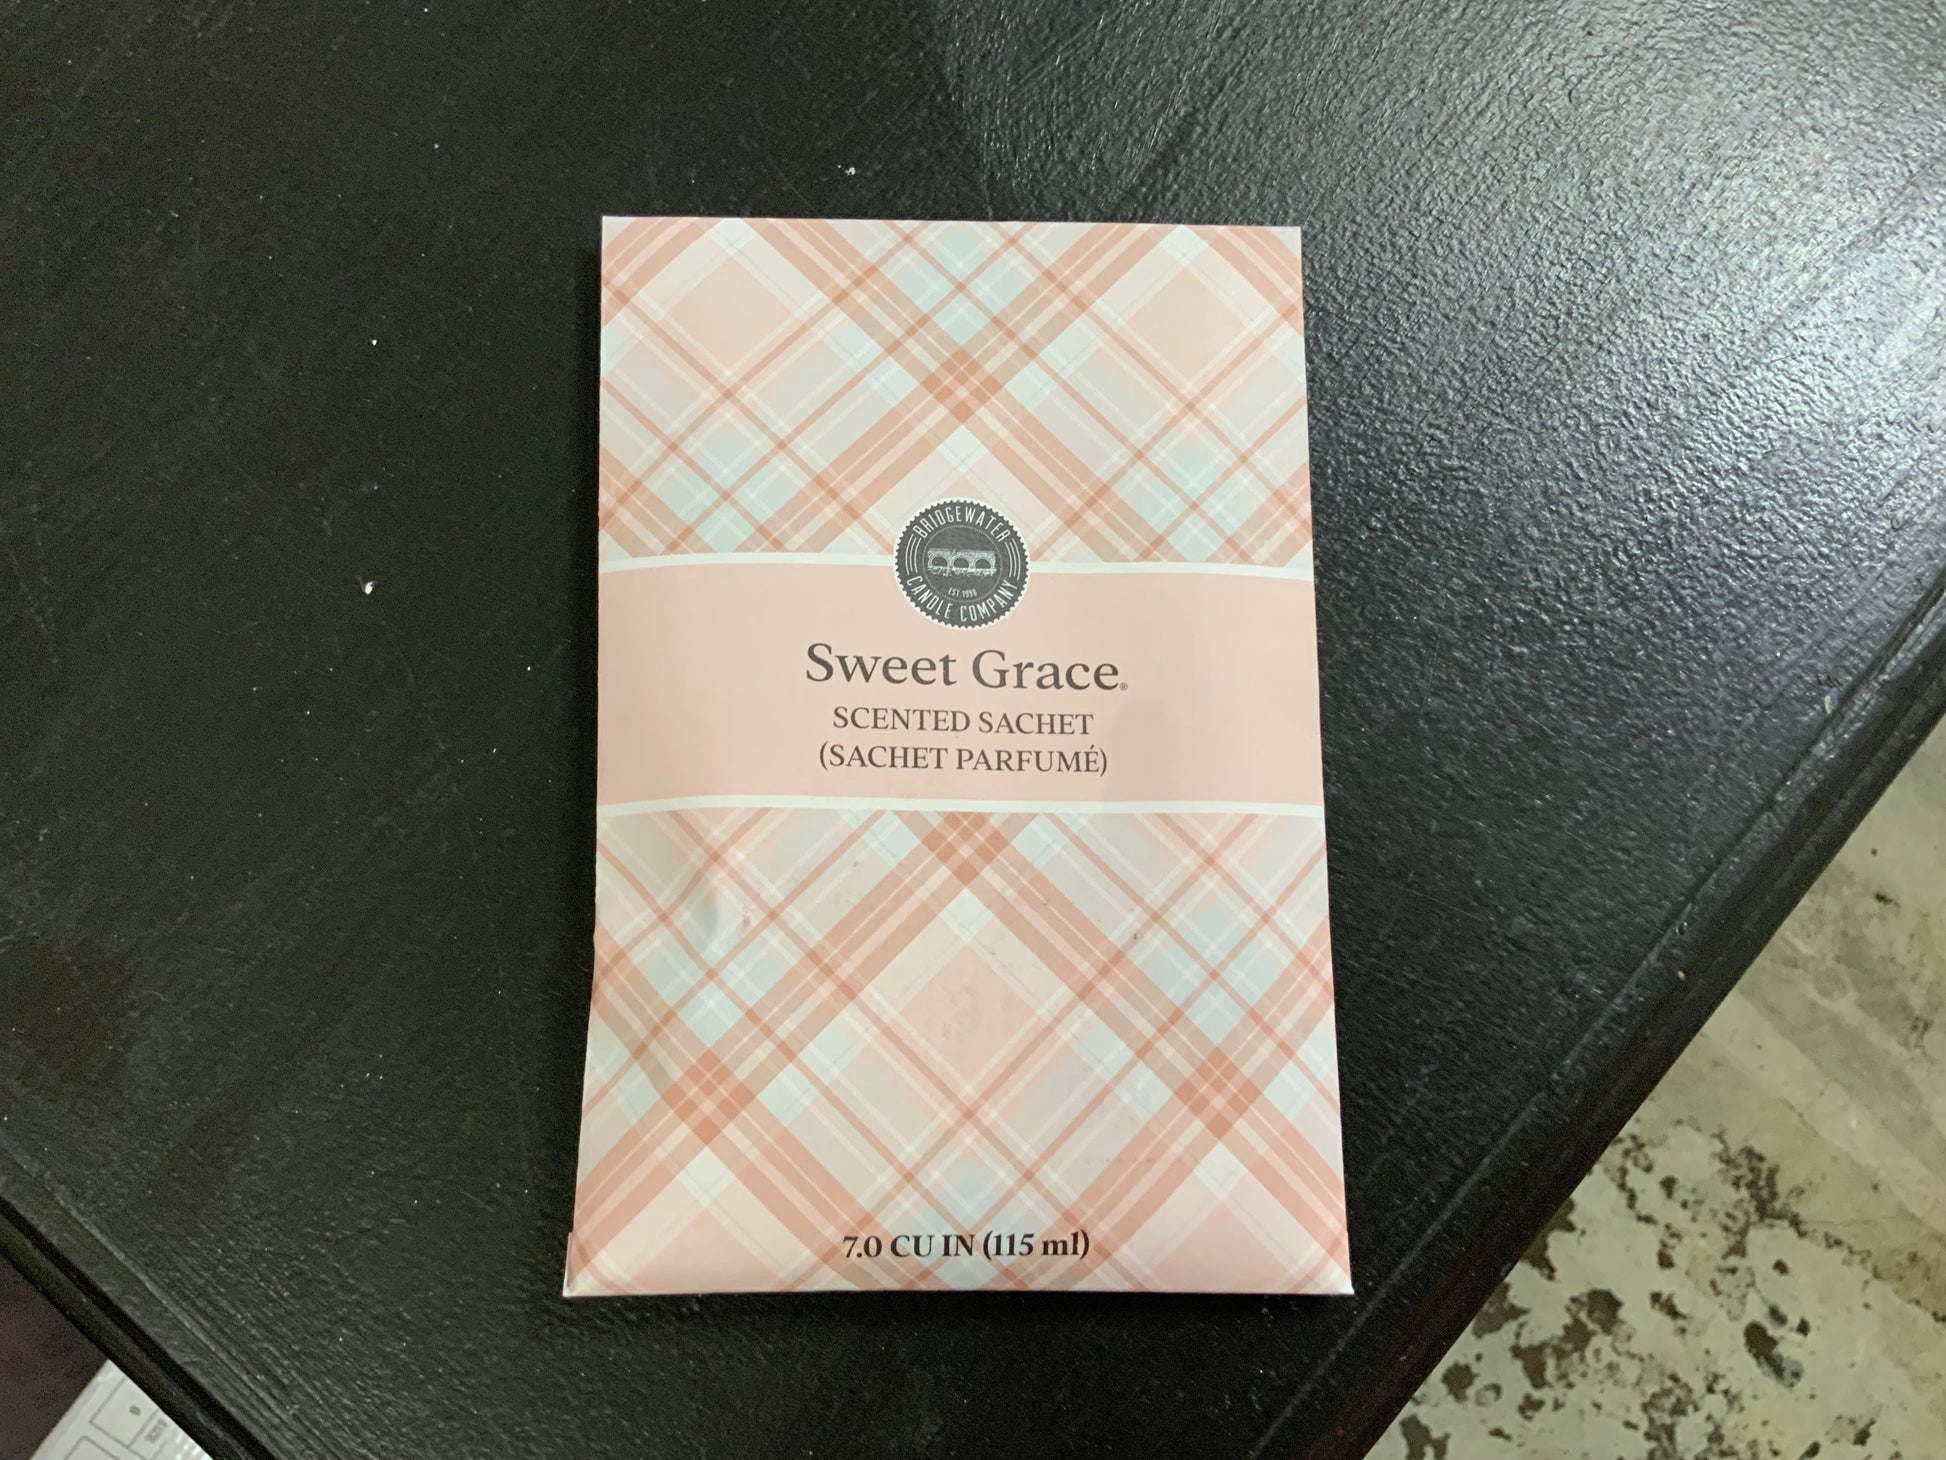 BRIDGEWATER
EST. 1998
CANDLE COMPANY
Sweet Grace®
SCENTED SACHET
(SACHET PARFUMÉ)
7.0 CU IN (115 ml)